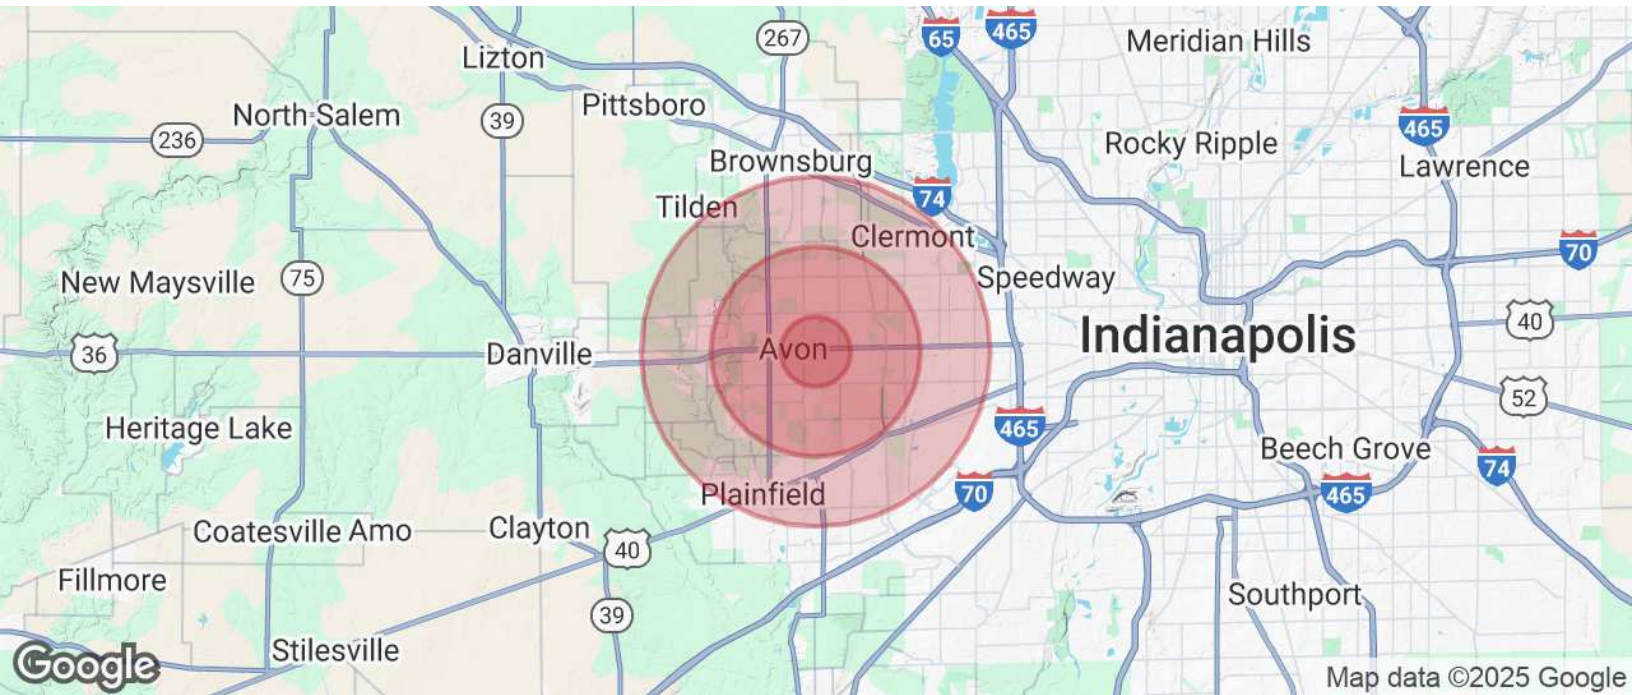 267
65
465
Meridian Hills
Lizton
Pittsboro
North Salem
39
236
465
Rocky Ripple
Lawrence
Brownsburg
74
Tilden
Clermont
70
New Maysville
75
Speedway
40
Indianapolis
36
Danville
Avon
52
Heritage Lake
465
Beech Grove
74
Plainfield
70
465
Coatesville Amo
Clayton
40
Fillmore
39
Southport
Stilesville
Google
Map data ©2025 Google